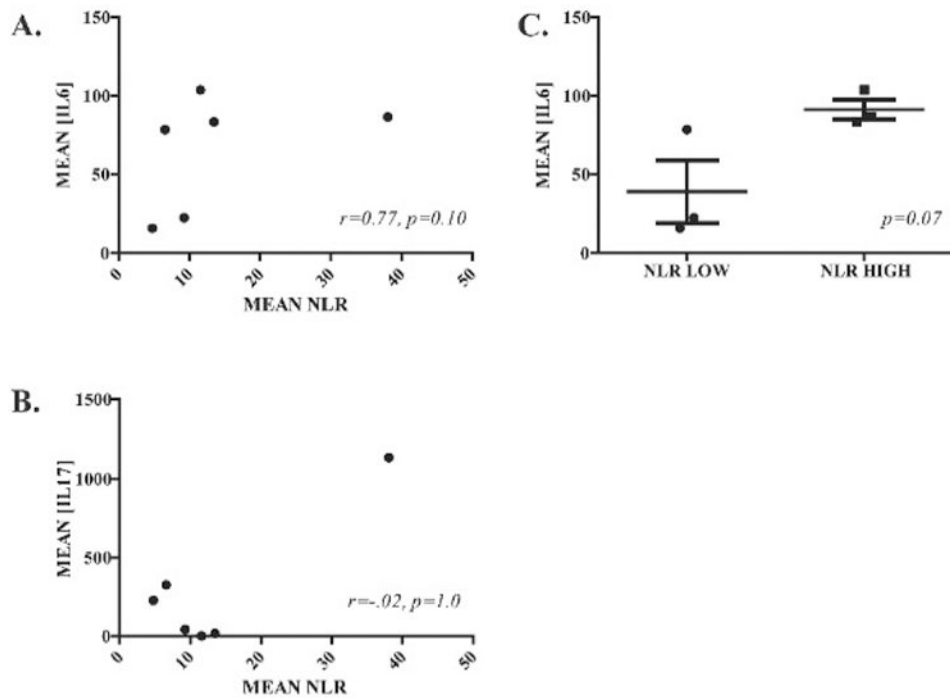 A.
MEAN [IL6]
150
100
50
0
r=0.77, p=0.10
0 10 20 30 40 50
MEAN NLR
C.
MEAN [IL6]
150
100
50
0
p=0.07
NLR LOW NLR HIGH
B.
MEAN [IL17]
1500
1000
500
0
r=-.02, p=1.0
0 10 20 30 40 50
MEAN NLR